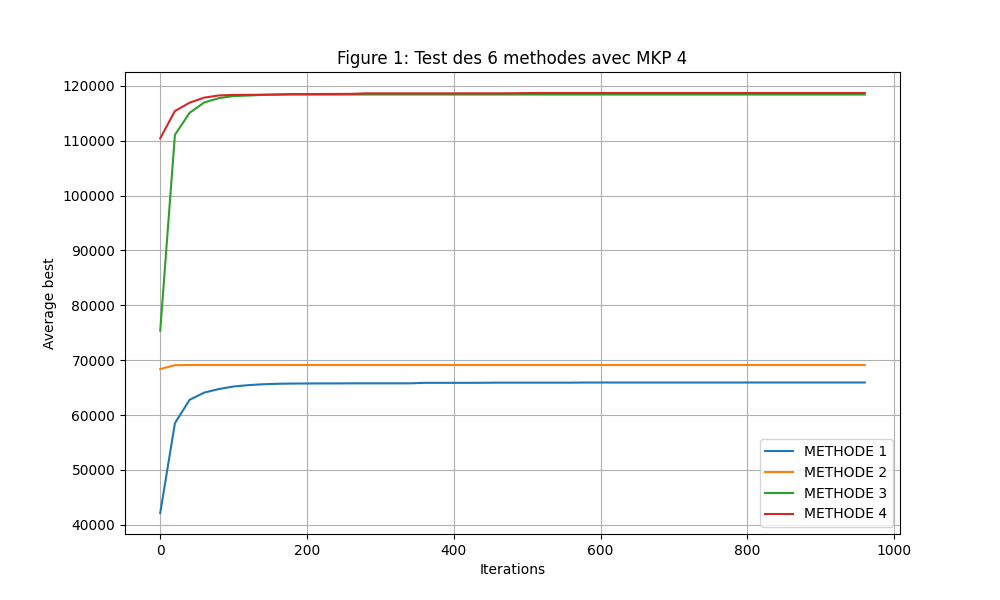 Figure 1: Test des 6 methodes avec MKP 4
Average best
120000
110000
100000
90000
80000
70000
60000
50000
40000
0 200 400 600 800 1000
Iterations
METHODE 1
METHODE 2
METHODE 3
METHODE 4